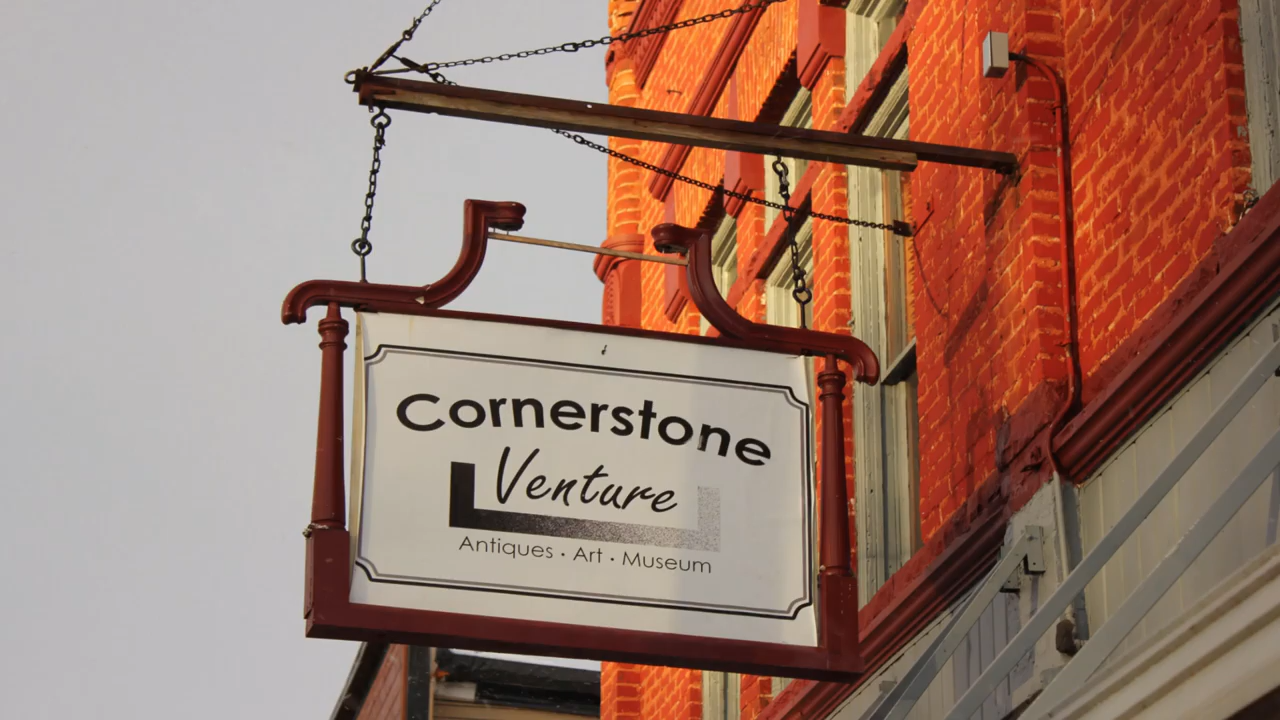 Cornerstone
Venture
Antiques • Art • Museum